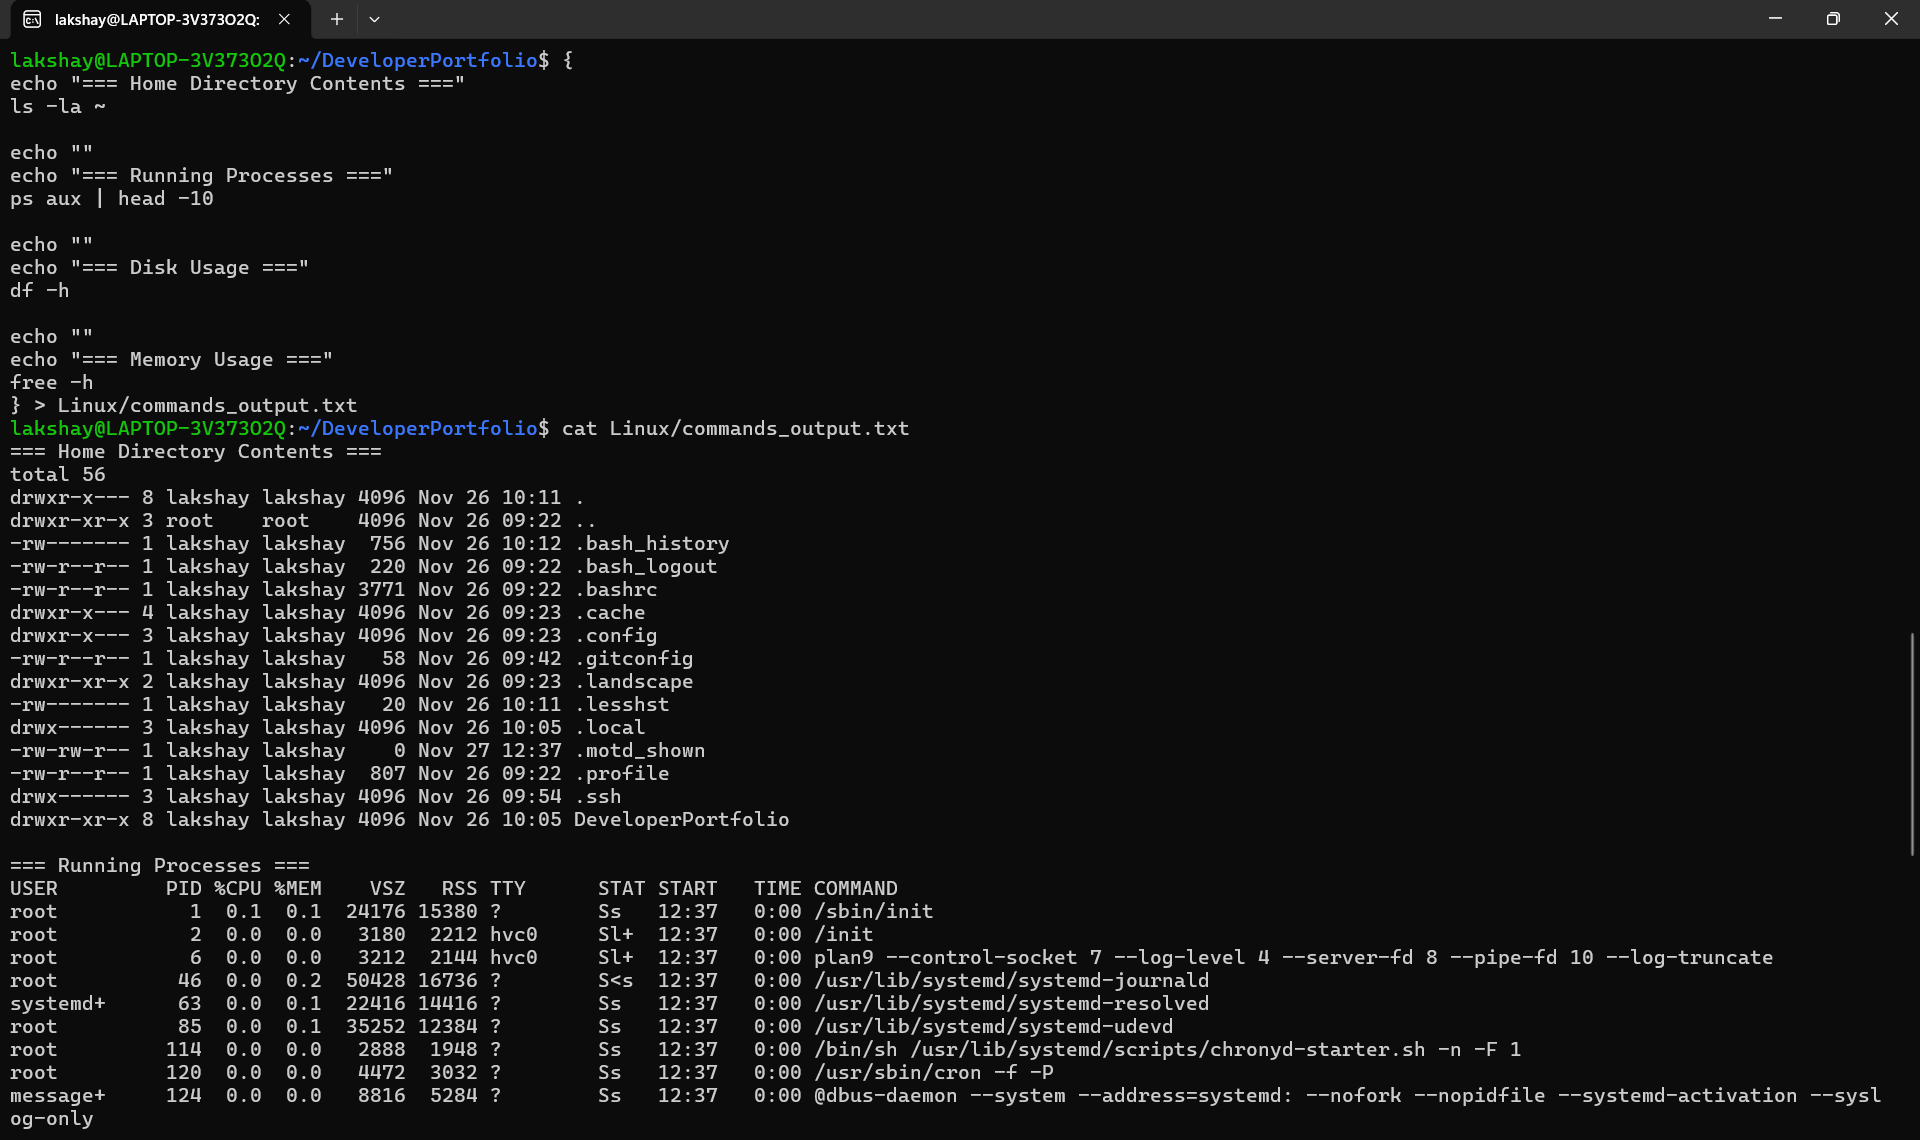 lakshay@LAPTOP-3V373O2Q:
lakshay@LAPTOP-3V373O2Q:~/DeveloperPortfolio$ {
echo "=== Home Directory Contents ==="
ls -la ~
echo ""
echo "=== Running Processes ==="
ps aux | head -10
echo ""
echo "=== Disk Usage ==="
df -h
echo ""
echo "=== Memory Usage ==="
free -h
} > Linux/commands_output.txt
lakshay@LAPTOP-3V373O2Q:~/DeveloperPortfolio$ cat Linux/commands_output.txt
=== Home Directory Contents ===
total 56
drwxr-x--- 8 lakshay lakshay 4096 Nov 26 10:11 .
drwxr-xr-x 3 root    root    4096 Nov 26 09:22 ..
-rw------- 1 lakshay lakshay  756 Nov 26 10:12 .bash_history
-rw-r--r-- 1 lakshay lakshay  220 Nov 26 09:22 .bash_logout
-rw-r--r-- 1 lakshay lakshay 3771 Nov 26 09:22 .bashrc
drwxr-x--- 4 lakshay lakshay 4096 Nov 26 09:23 .cache
drwxr-x--- 3 lakshay lakshay 4096 Nov 26 09:23 .config
-rw-r--r-- 1 lakshay lakshay   58 Nov 26 09:42 .gitconfig
drwxr-xr-x 2 lakshay lakshay 4096 Nov 26 09:23 .landscape
-rw------- 1 lakshay lakshay   20 Nov 26 10:11 .lesshst
drwx------ 3 lakshay lakshay 4096 Nov 26 10:05 .local
-rw-rw-r-- 1 lakshay lakshay    0 Nov 27 12:37 .motd_shown
-rw-r--r-- 1 lakshay lakshay  807 Nov 26 09:22 .profile
drwx------ 3 lakshay lakshay 4096 Nov 26 09:54 .ssh
drwxr-xr-x 8 lakshay lakshay 4096 Nov 26 10:05 DeveloperPortfolio
=== Running Processes ===
USER         PID %CPU %MEM    VSZ   RSS TTY      STAT START   TIME COMMAND
root           1  0.1  0.1  24176 15380 ?        Ss   12:37   0:00 /sbin/init
root           2  0.0  0.0   3180  2212 hvc0     Sl+  12:37   0:00 /init
root           6  0.0  0.0   3212  2144 hvc0     Sl+  12:37   0:00 plan9 --control-socket 7 --log-level 4 --server-fd 8 --pipe-fd 10 --log-truncate
root          46  0.0  0.2  50428 16736 ?        S<s  12:37   0:00 /usr/lib/systemd/systemd-journald
systemd+      63  0.0  0.1  22416 14416 ?        Ss   12:37   0:00 /usr/lib/systemd/systemd-resolved
root          85  0.0  0.1  35252 12384 ?        Ss   12:37   0:00 /usr/lib/systemd/systemd-udevd
root         114  0.0  0.0   2888  1948 ?        Ss   12:37   0:00 /bin/sh /usr/lib/systemd/scripts/chronyd-starter.sh -n -F 1
root         120  0.0  0.0   4472  3032 ?        Ss   12:37   0:00 /usr/sbin/cron -f -P
message+     124  0.0  0.0   8816  5284 ?        Ss   12:37   0:00 @dbus-daemon --system --address=systemd: --nofork --nopidfile --systemd-activation --sysl
og-only